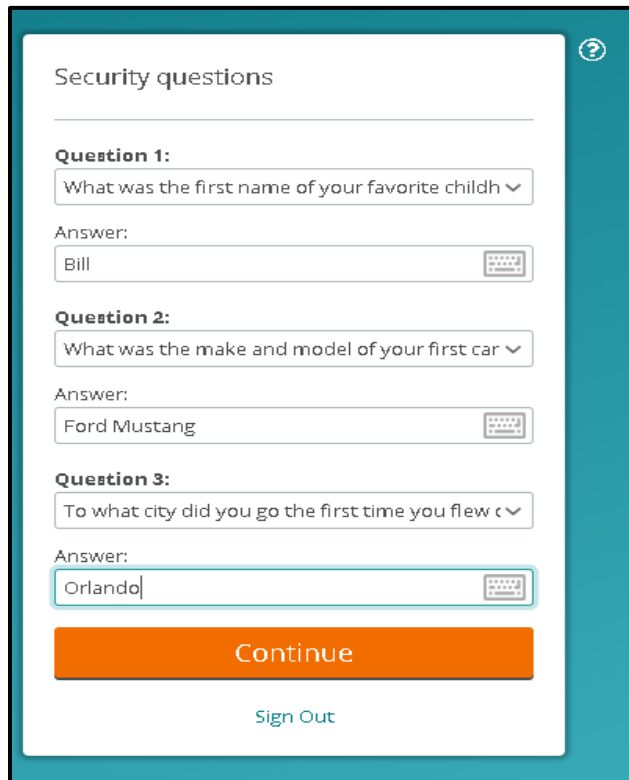 Security questions
Question 1:
What was the first name of your favorite childh
Answer:
Bill
Question 2:
What was the make and model of your first car
Answer:
Ford Mustang
Question 3:
To what city did you go the first time you flew
Answer:
Orlando
Continue
Sign Out
?